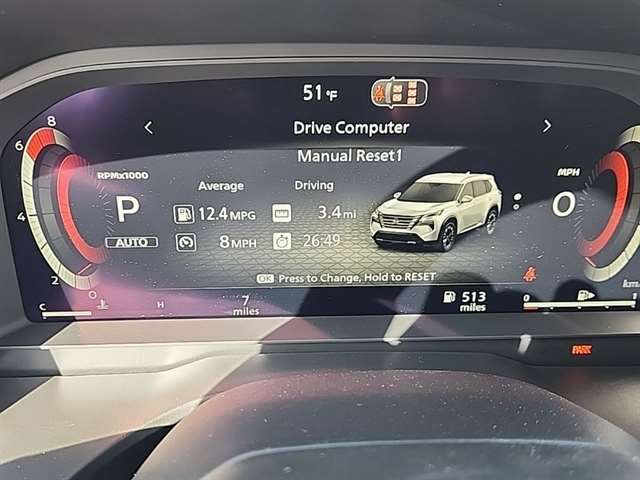 51°F
Drive Computer
Manual Reset1
8
6
4
2
0
RPMx1000
P
AUTO
Average
Driving
12.4 MPG
3.4 mi
8 MPH
26:49
OK Press to Change, Hold to RESET
MPH
0
C
H
7
miles
513
miles
0
1
km/h
PARK